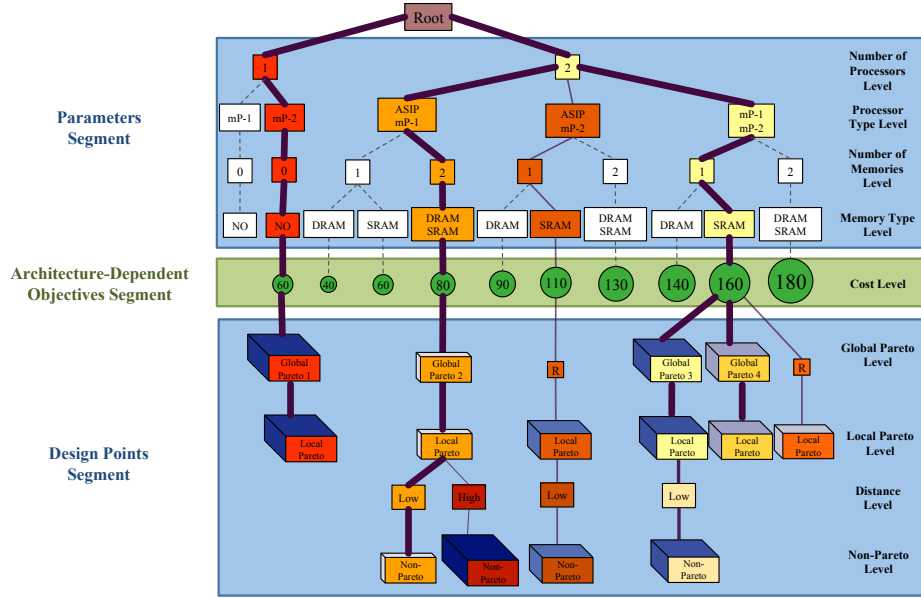 Root
Number of
Processors
Level
1
2
Parameters
Segment
mP-1
mP-2
ASIP
mP-1
ASIP
mP-2
mP-1
mP-2
Processor
Type Level
0
0
1
2
1
2
1
2
Number of
Memories
Level
NO
NO
DRAM
SRAM
DRAM
SRAM
DRAM
SRAM
DRAM
SRAM
DRAM
SRAM
DRAM
SRAM
Memory Type
Level
Architecture-Dependent
Objectives Segment
60
40
60
80
90
110
130
140
160
180
Cost Level
Global
Pareto 1
Global
Pareto 2
R
Global
Pareto 3
Global
Pareto 4
R
Global Pareto
Level
Design Points
Segment
Local
Pareto
Local
Pareto
Local
Pareto
Local
Pareto
Local
Pareto
Local
Pareto
Local Pareto
Level
Low
High
Low
Low
Distance
Level
Non-
Pareto
Non-
Pareto
Non-
Pareto
Non-
Pareto
Non-Pareto
Level